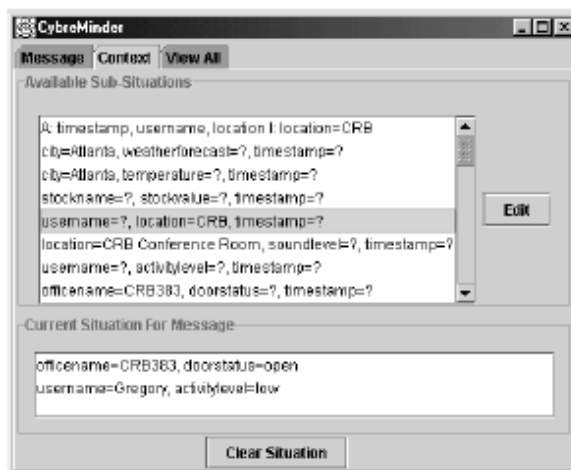 CybreMinder
Message Context View All
Available Sub-Situations
A: timestamp, username, location I: location=CRB
city=Atlanta, weatherforecast=?, timestamp=?
city=Atlanta, temperature=?, timestamp=?
stockname=?, stockvalue=?, timestamp=?
username=?, location=CRB, timestamp=?
Edit
location=CRB Conference Room, soundlevel=?, timestamp=?
username=?, activitylevel=?, timestamp=?
officename=CRB383, doorstatus=?, timestamp=?
Current Situation For Message
officename=CRB383, doorstatus=open
username=Gregory, activitylevel=low
Clear Situation